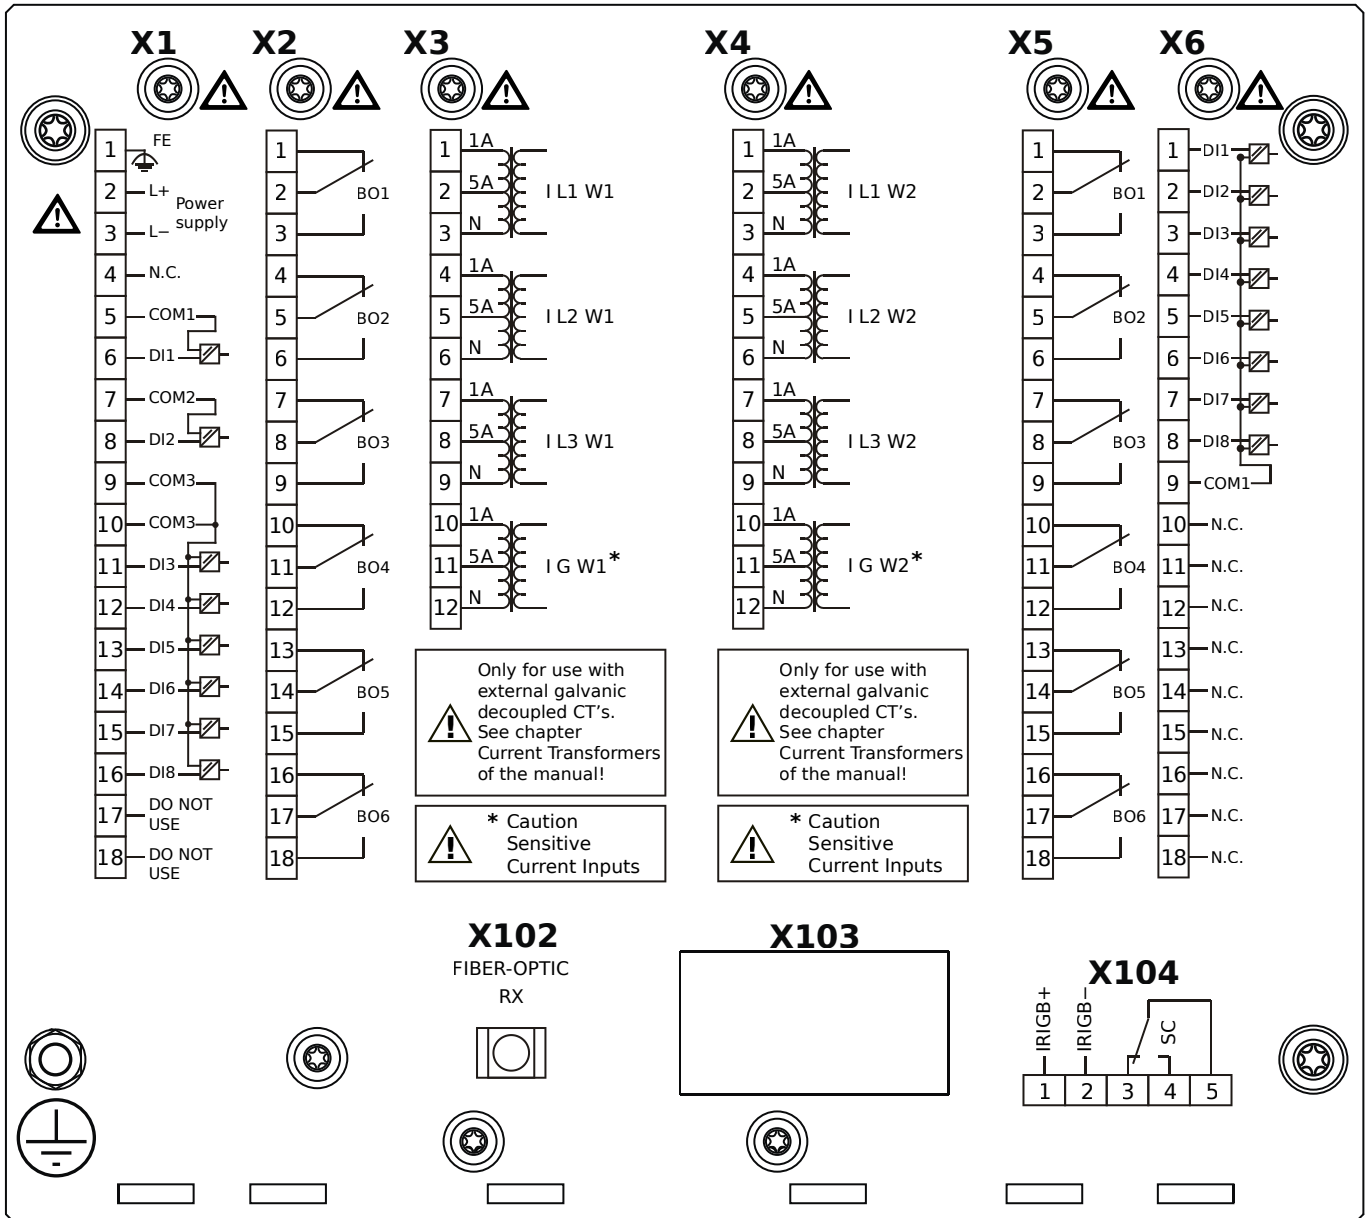 X1
X2
X3
X4
X5
X6
1 FE
2 L+
Power
supply
3 L−
4 N.C.
5 COM1
6 DI1
7 COM2
8 DI2
9 COM3
10 COM3
11 DI3
12 DI4
13 DI5
14 DI6
15 DI7
16 DI8
17 DO NOT
USE
18 DO NOT
USE
1
2 BO1
3
4
5 BO2
6
7
8 BO3
9
10
11 BO4
12
13
14 BO5
15
16
17 BO6
18
1 1A
2 5A I L1 W1
3 N
4 1A
5 5A I L2 W1
6 N
7 1A
8 5A I L3 W1
9 N
10 1A
11 5A I G W1*
12 N
Only for use with
external galvanic
decoupled CT’s.
See chapter
Current Transformers
of the manual!
* Caution
Sensitive
Current Inputs
1 1A
2 5A I L1 W2
3 N
4 1A
5 5A I L2 W2
6 N
7 1A
8 5A I L3 W2
9 N
10 1A
11 5A I G W2*
12 N
Only for use with
external galvanic
decoupled CT’s.
See chapter
Current Transformers
of the manual!
* Caution
Sensitive
Current Inputs
1
2 BO1
3
4
5 BO2
6
7
8 BO3
9
10
11 BO4
12
13
14 BO5
15
16
17 BO6
18
1 DI1
2 DI2
3 DI3
4 DI4
5 DI5
6 DI6
7 DI7
8 DI8
9 COM1
10 N.C.
11 N.C.
12 N.C.
13 N.C.
14 N.C.
15 N.C.
16 N.C.
17 N.C.
18 N.C.
X102
FIBER-OPTIC
RX
X103
X104
IRIGB+
IRIGB−
SC
1 2 3 4 5